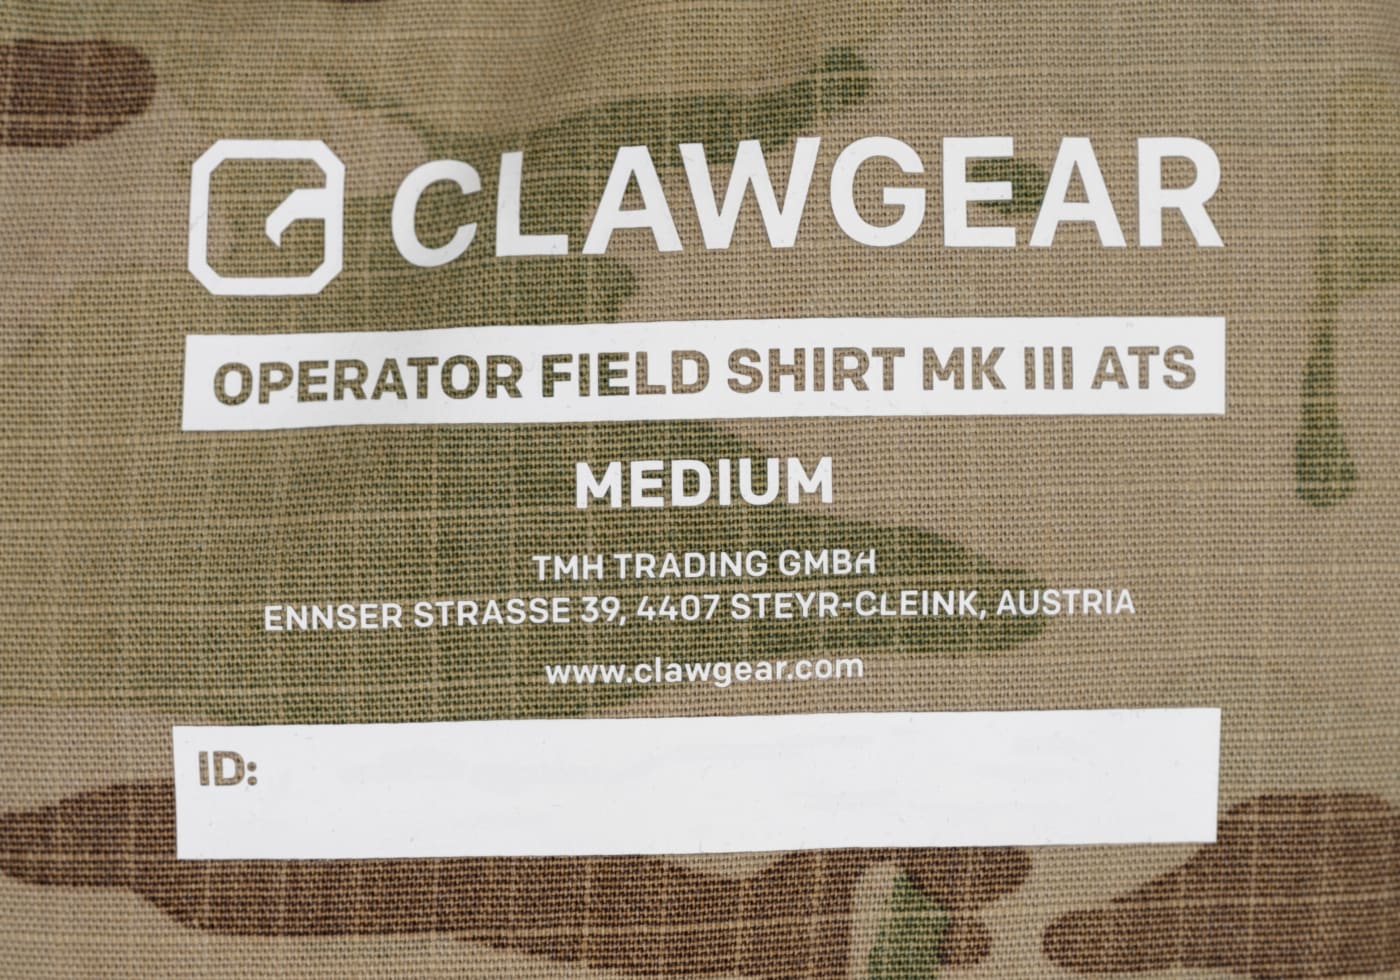 CLAWGEAR
OPERATOR FIELD SHIRT MK III ATS
MEDIUM
TMH TRADING GMBH
ENNSER STRASSE 39, 4407 STEYR-CLEINK, AUSTRIA
www.clawgear.com
ID: